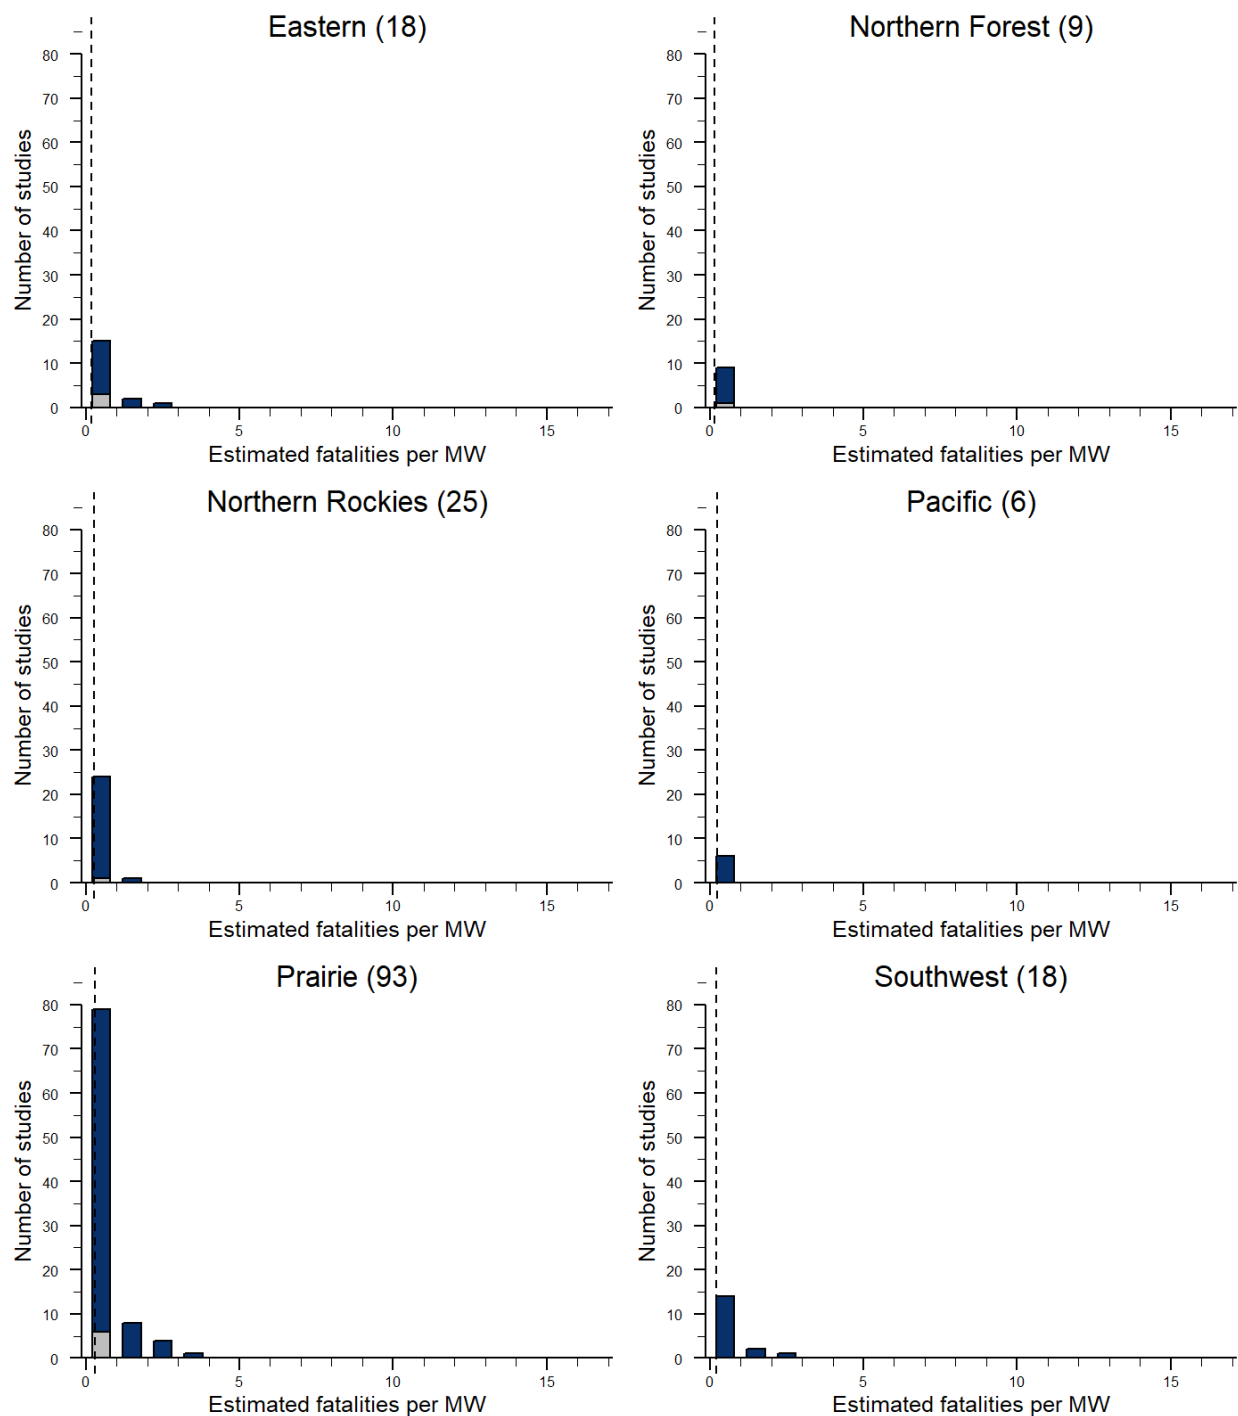 Eastern (18)
Number of studies
80
70
60
50
40
30
20
10
0
0 5 10 15
Estimated fatalities per MW
Northern Forest (9)
Number of studies
80
70
60
50
40
30
20
10
0
0 5 10 15
Estimated fatalities per MW
Northern Rockies (25)
Number of studies
80
70
60
50
40
30
20
10
0
0 5 10 15
Estimated fatalities per MW
Pacific (6)
Number of studies
80
70
60
50
40
30
20
10
0
0 5 10 15
Estimated fatalities per MW
Prairie (93)
Number of studies
80
70
60
50
40
30
20
10
0
0 5 10 15
Estimated fatalities per MW
Southwest (18)
Number of studies
80
70
60
50
40
30
20
10
0
0 5 10 15
Estimated fatalities per MW